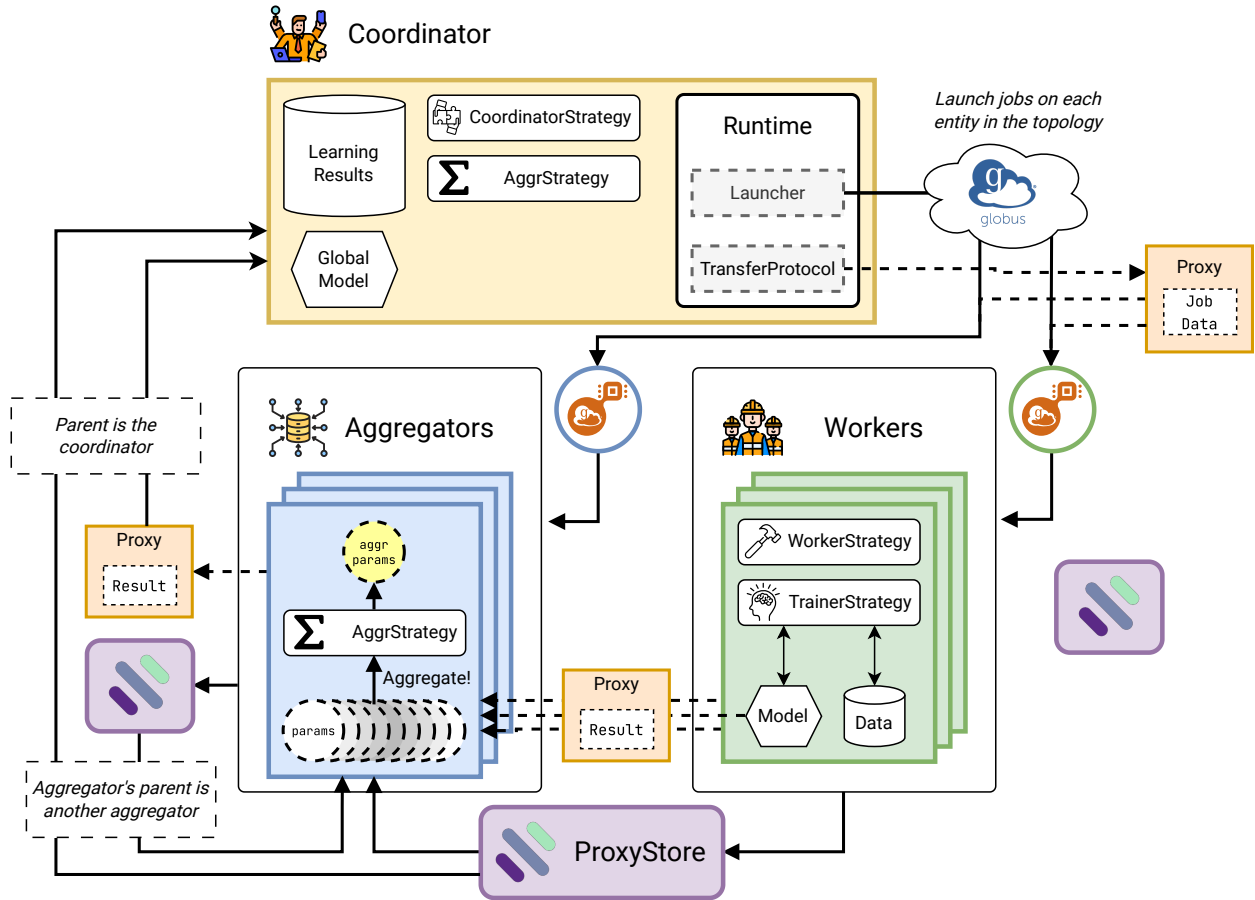 Coordinator
Launch jobs on each
entity in the topology
Learning
Results
CoordinatorStrategy
AggrStrategy
Runtime
Launcher
TransferProtocol
g
globus
Global
Model
Proxy
Job
Data
Parent is the
coordinator
Aggregators
g
Workers
g
Proxy
Result
aggr
params
AggrStrategy
Aggregate!
params
WorkerStrategy
TrainerStrategy
Model
Data
Proxy
Result
Aggregator's parent is
another aggregator
ProxyStore